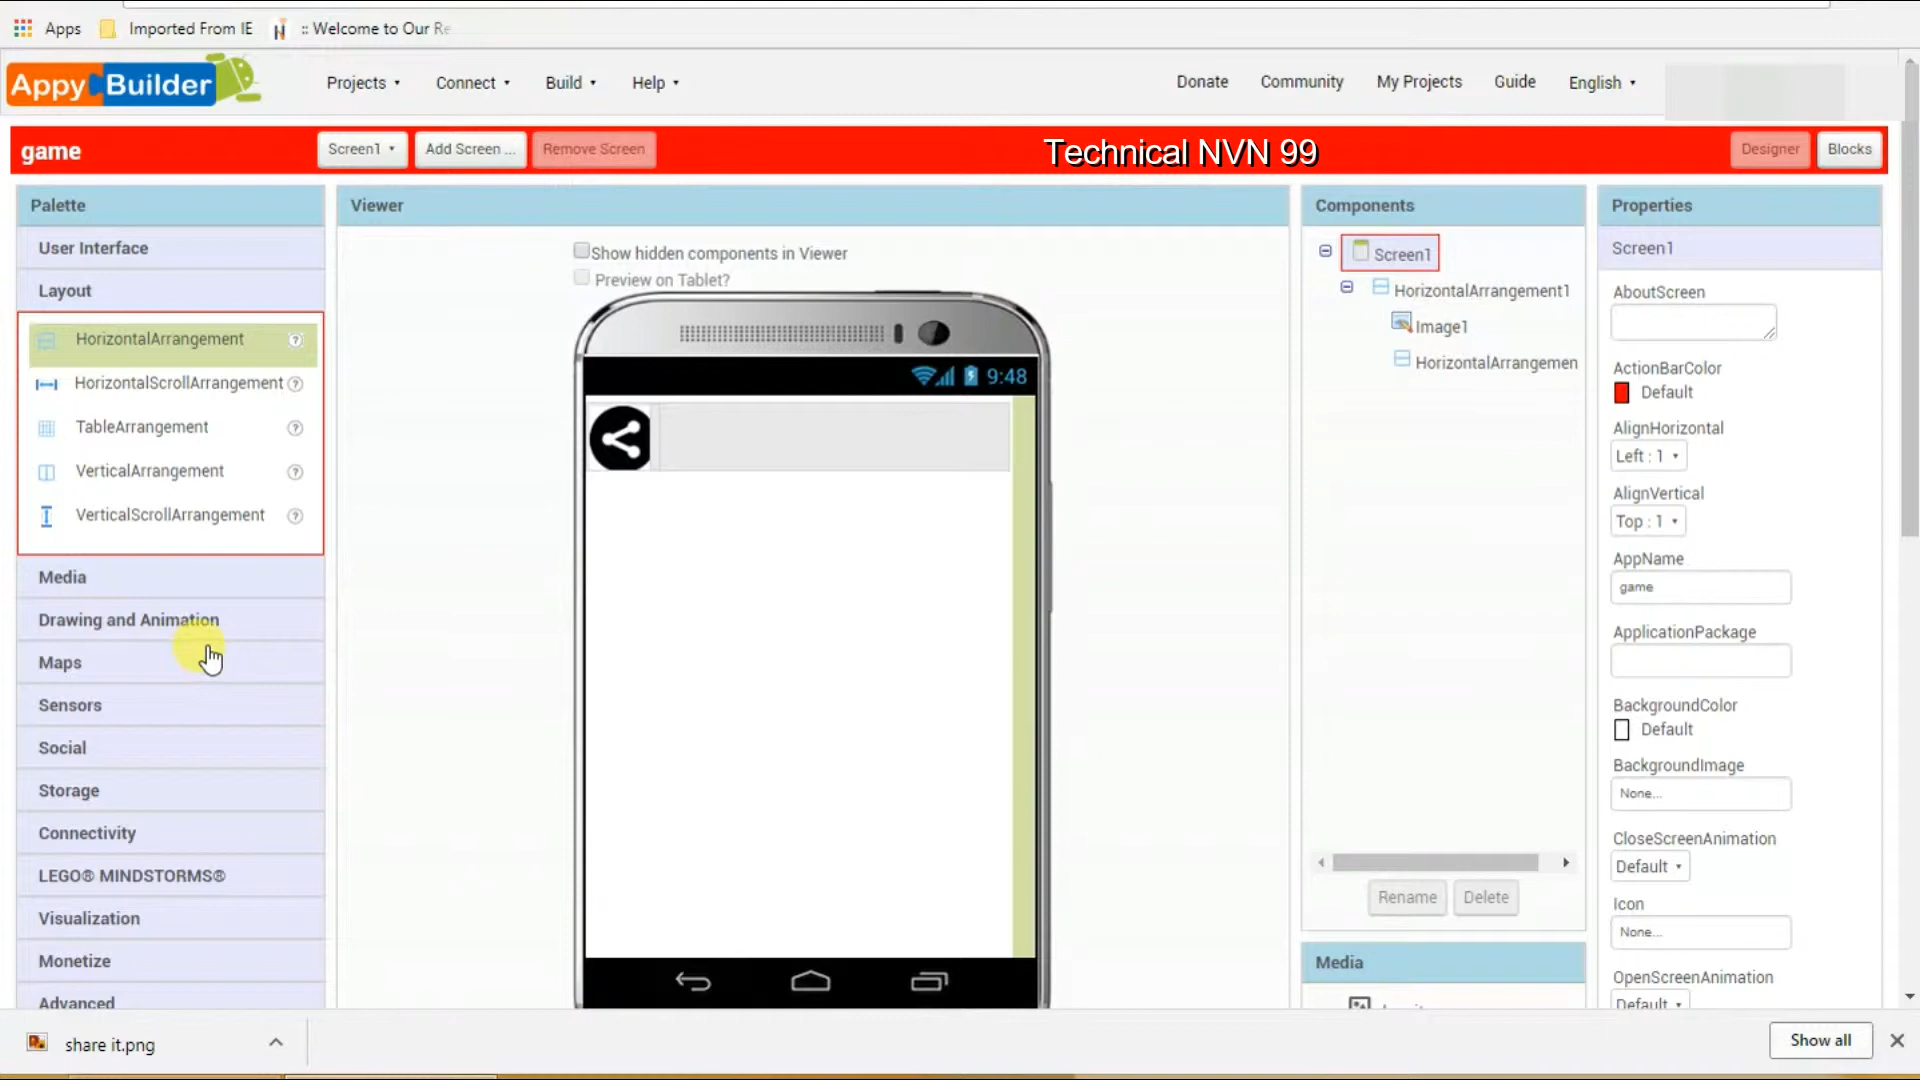 Apps
Imported From IE
:: Welcome to Our Re
Appy Builder
Projects
Connect
Build
Help
Donate
Community
My Projects
Guide
English
game
Screen1
Add Screen ...
Remove Screen
Technical NVN 99
Designer
Blocks
Palette
User Interface
Layout
HorizontalArrangement
HorizontalScrollArrangement
TableArrangement
VerticalArrangement
VerticalScrollArrangement
Media
Drawing and Animation
Maps
Sensors
Social
Storage
Connectivity
LEGO® MINDSTORMS®
Visualization
Monetize
Advanced
Viewer
Show hidden components in Viewer
Preview on Tablet?
9:48
Components
Screen1
HorizontalArrangement1
Image1
HorizontalArrangemen
Rename
Delete
Media
Properties
Screen1
AboutScreen
ActionBarColor
Default
AlignHorizontal
Left : 1
AlignVertical
Top : 1
AppName
game
ApplicationPackage
BackgroundColor
Default
BackgroundImage
None...
CloseScreenAnimation
Default
Icon
None...
OpenScreenAnimation
Default
share it.png
Show all